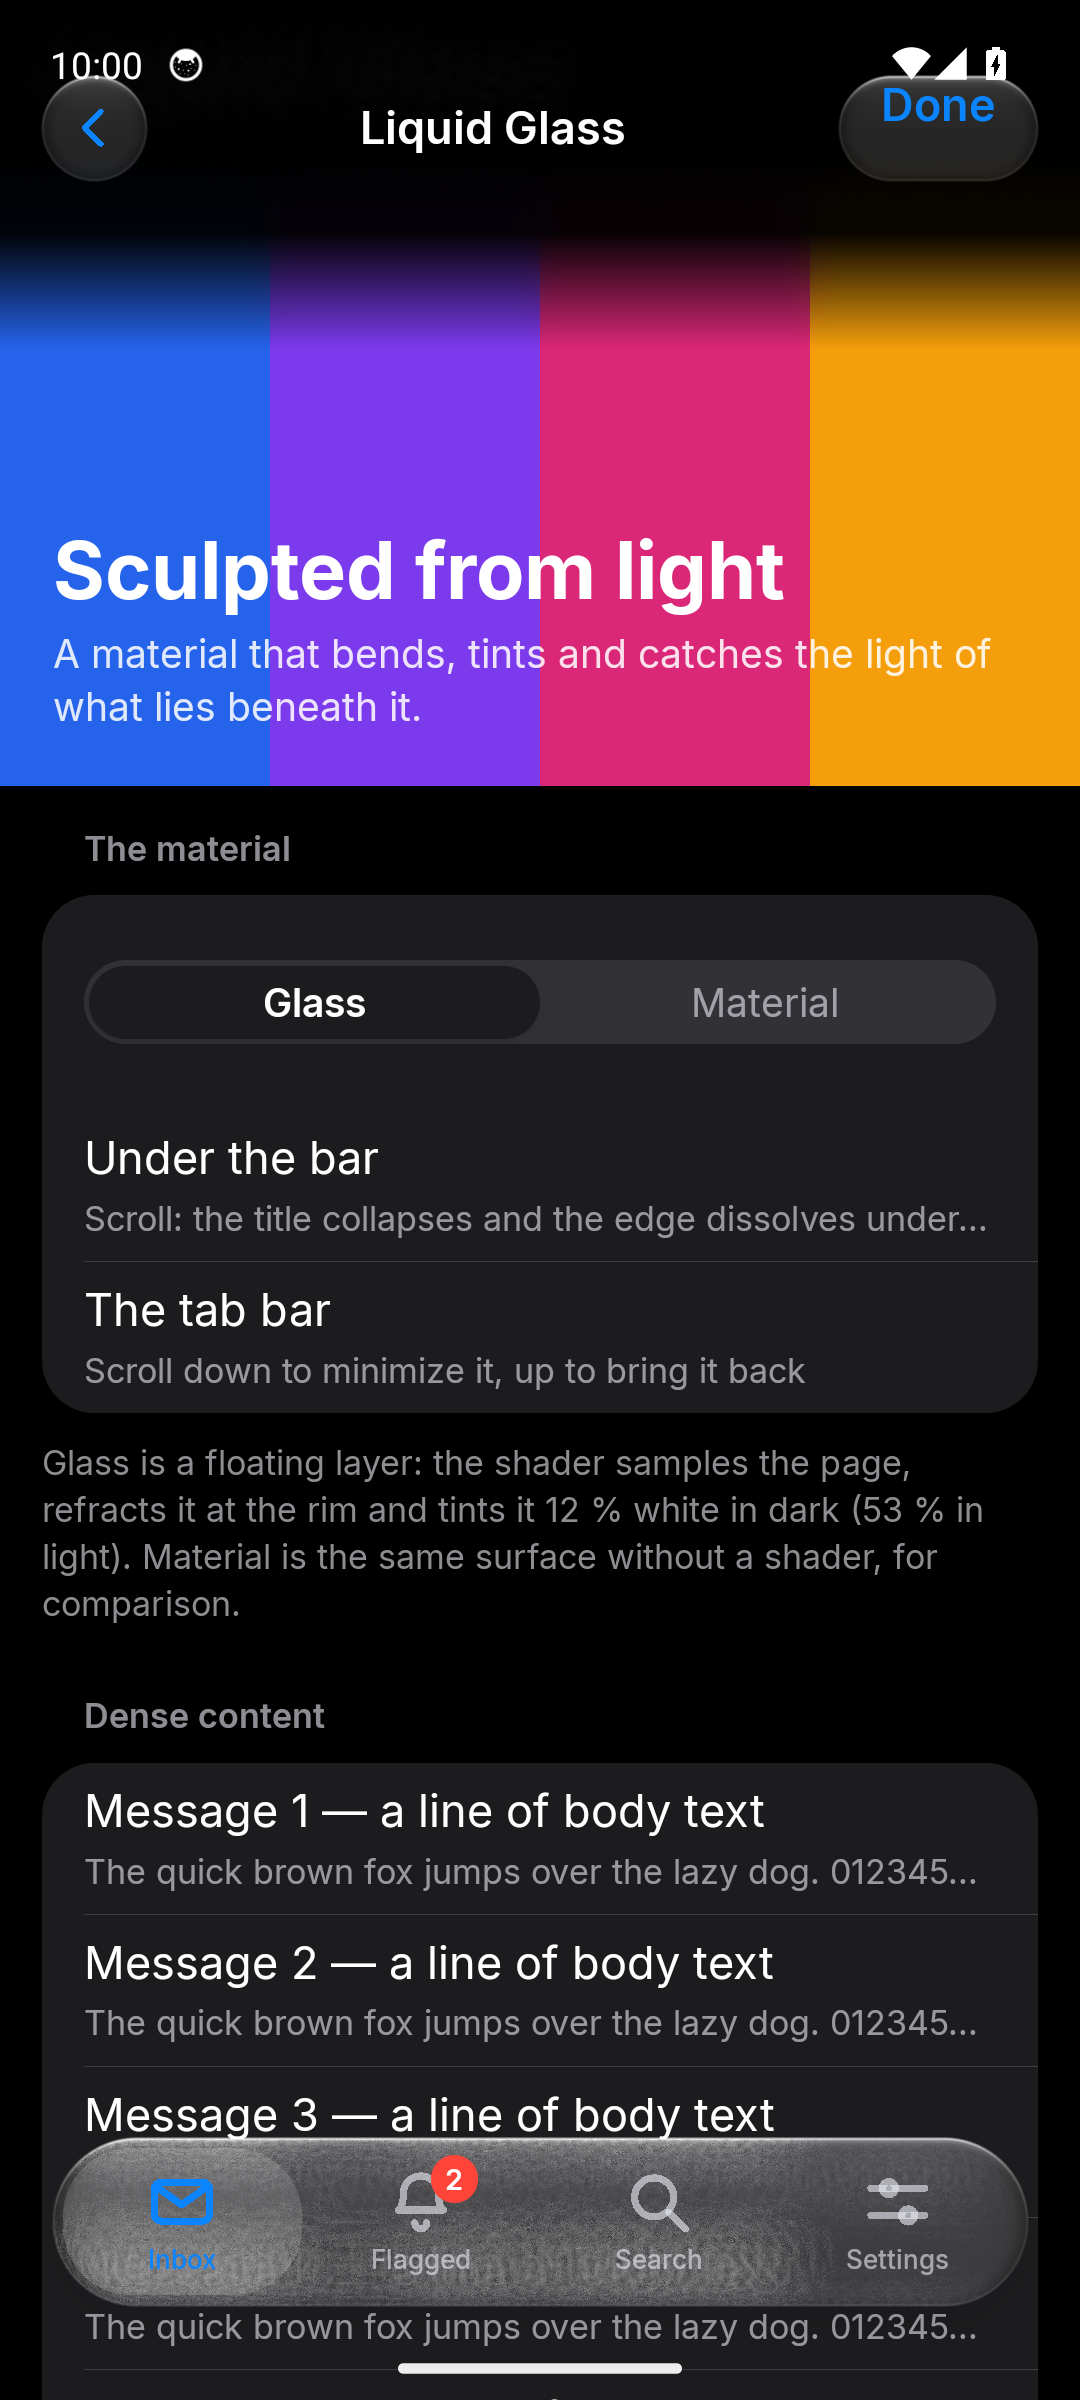 10:00
Liquid Glass
Done
Sculpted from light
A material that bends, tints and catches the light of
what lies beneath it.
The material
Glass
Material
Under the bar
Scroll: the title collapses and the edge dissolves under...
The tab bar
Scroll down to minimize it, up to bring it back
Glass is a floating layer: the shader samples the page,
refracts it at the rim and tints it 12 % white in dark (53 % in
light). Material is the same surface without a shader, for
comparison.
Dense content
Message 1 — a line of body text
The quick brown fox jumps over the lazy dog. 012345...
Message 2 — a line of body text
The quick brown fox jumps over the lazy dog. 012345...
Message 3 — a line of body text
2
Inbox
Flagged
Search
Settings
The quick brown fox jumps over the lazy dog. 012345...